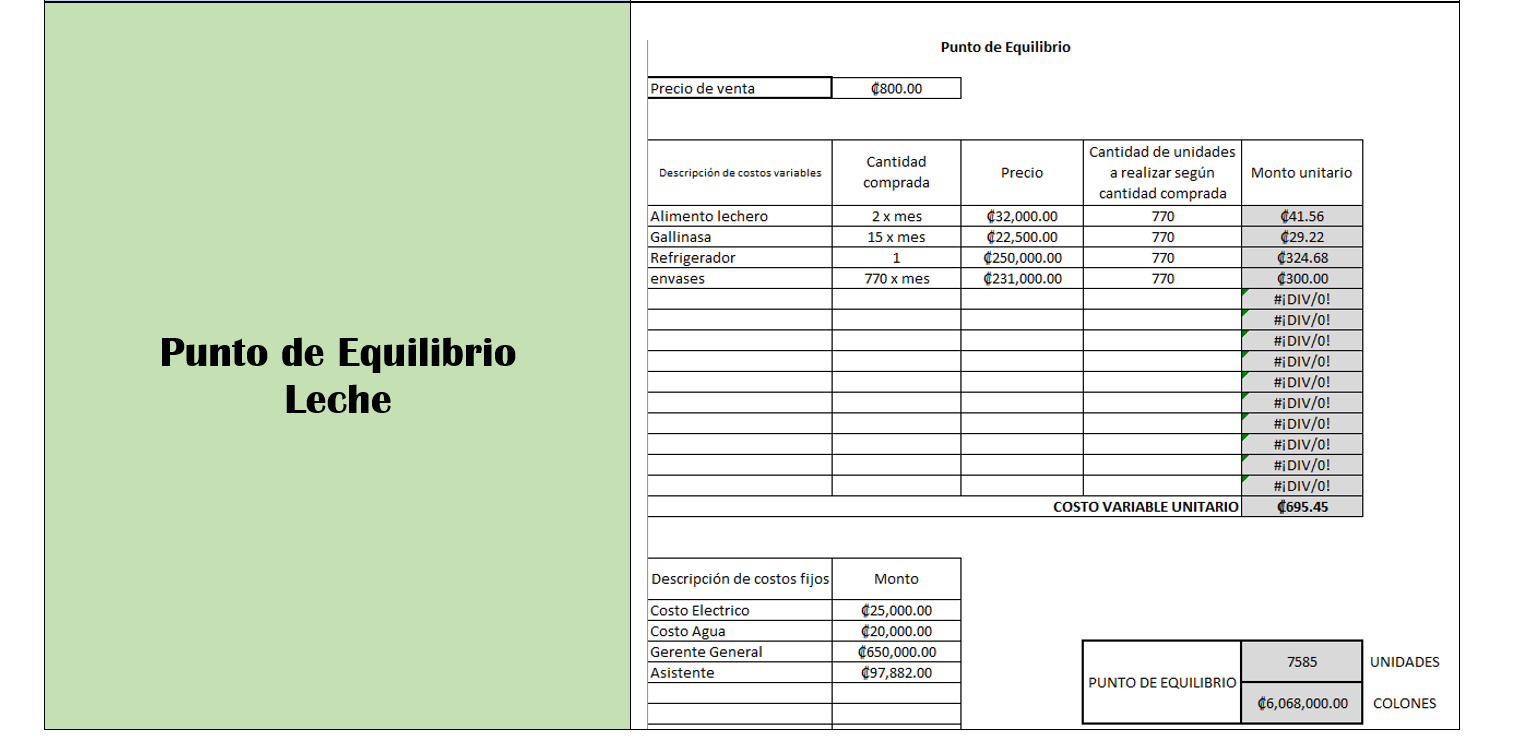 Punto de Equilibrio
Leche
Punto de Equilibrio
Precio de venta ₡800.00
Descripción de costos variables
Cantidad
comprada
Precio
Cantidad de unidades
a realizar según
cantidad comprada
Monto unitario
Alimento lechero 2 x mes ₡32,000.00 770 ₡41.56
Gallinasa 15 x mes ₡22,500.00 770 ₡29.22
Refrigerador 1 ₡250,000.00 770 ₡324.68
envases 770 x mes ₡231,000.00 770 ₡300.00
#¡DIV/0!
#¡DIV/0!
#¡DIV/0!
#¡DIV/0!
#¡DIV/0!
#¡DIV/0!
#¡DIV/0!
#¡DIV/0!
#¡DIV/0!
#¡DIV/0!
COSTO VARIABLE UNITARIO ₡695.45
Descripción de costos fijos Monto
Costo Electrico ₡25,000.00
Costo Agua ₡20,000.00
Gerente General ₡650,000.00
Asistente ₡97,882.00
PUNTO DE EQUILIBRIO
7585 UNIDADES
₡6,068,000.00 COLONES